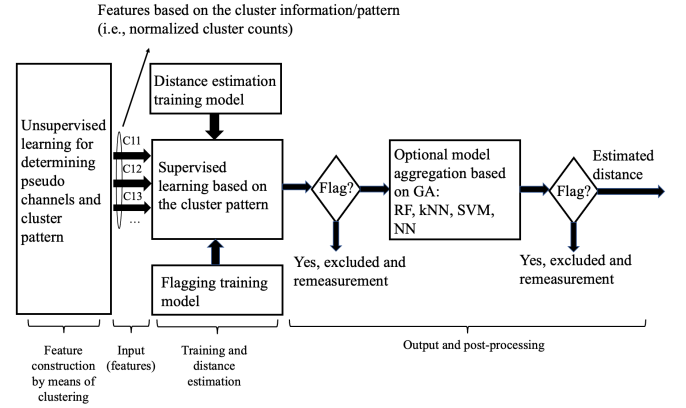 Features based on the cluster information/pattern
(i.e., normalized cluster counts)
Unsupervised
learning for
determining
pseudo
channels and
cluster
pattern
C11
C12
C13
...
Distance estimation
training model
Supervised
learning based on
the cluster pattern
Flagging training
model
Flag?
Yes, excluded and
remeasurement
Optional model
aggregation based
on GA:
RF, kNN, SVM,
NN
Flag?
Yes, excluded and
remeasurement
Estimated
distance
Feature
construction
by means of
clustering
Input
(features)
Training and
distance
estimation
Output and post-processing